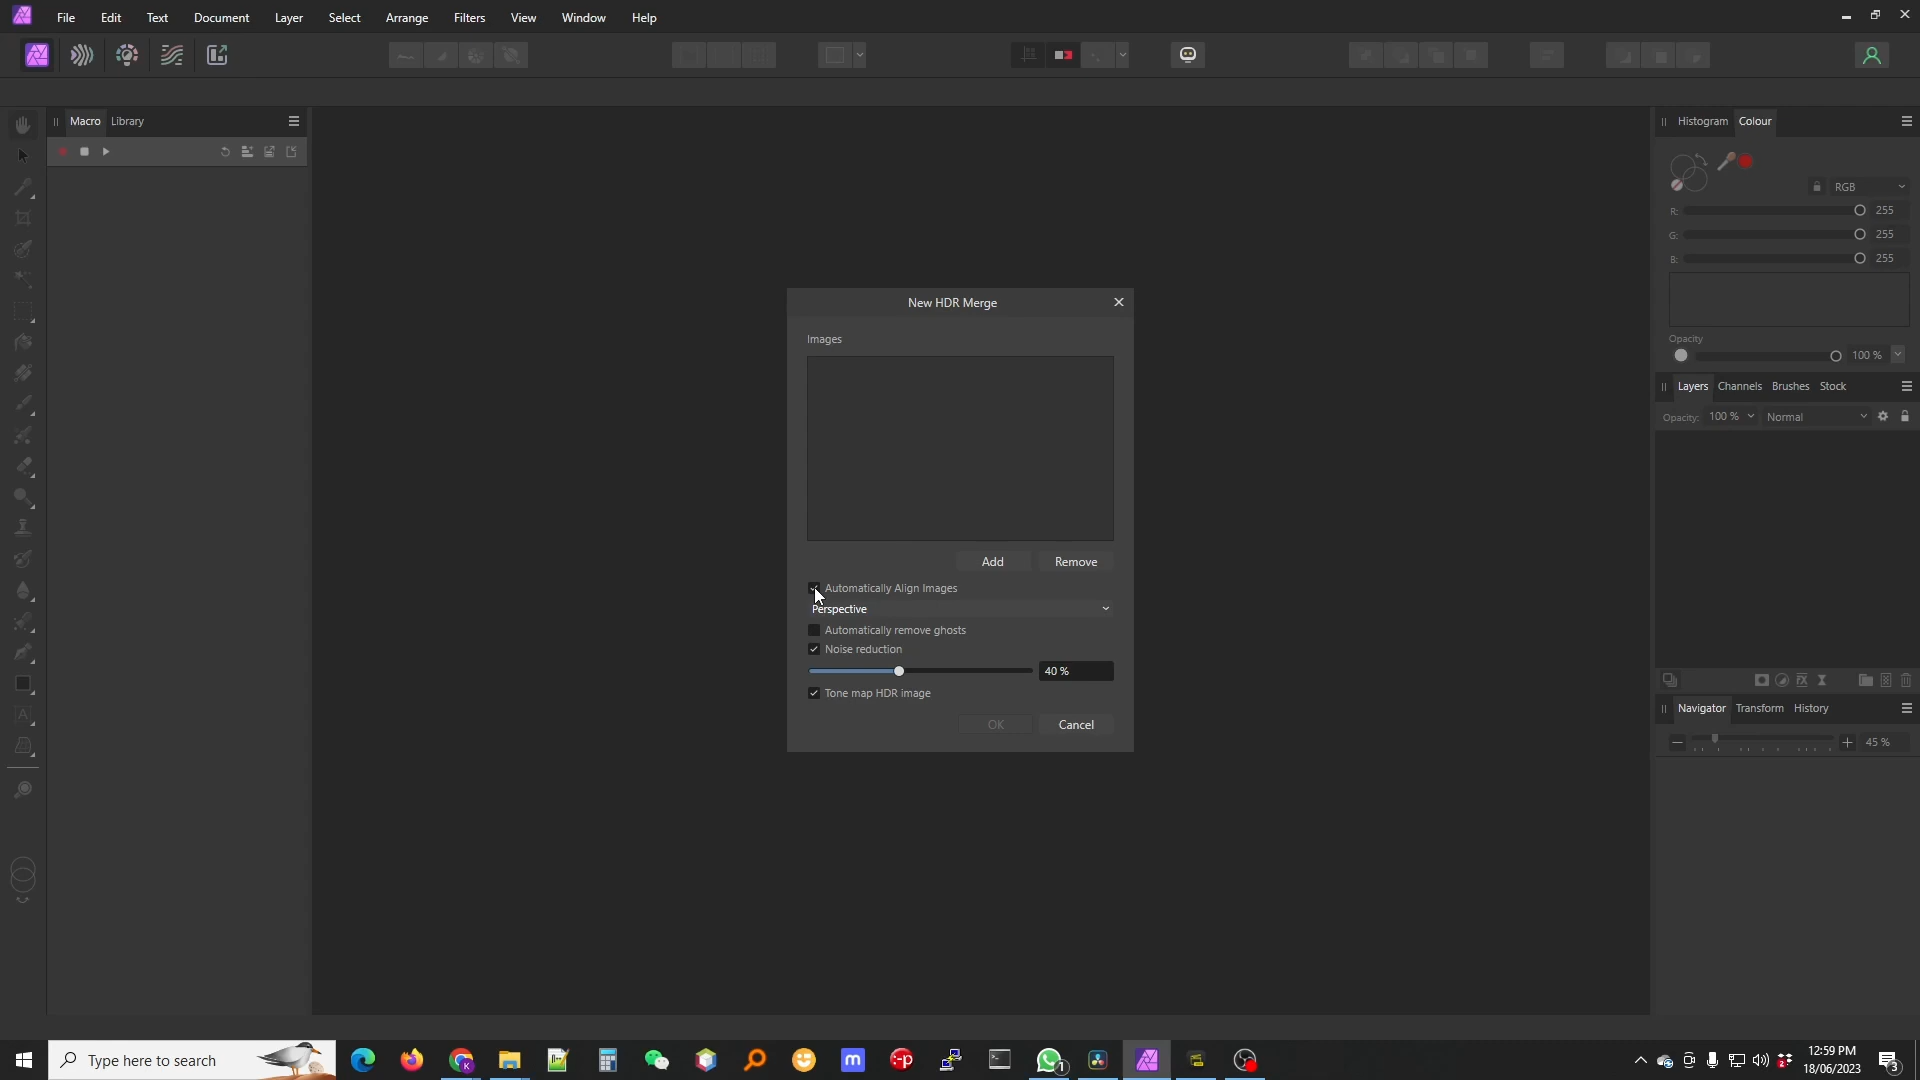 File Edit Text Document Layer Select Arrange Filters View Window Help
Macro Library
Histogram Colour
RGB
R: 255
G: 255
B: 255
Opacity
100 %
Layers Channels Brushes Stock
Opacity: 100 % Normal
New HDR Merge
Images
Add Remove
Automatically Align Images
Perspective
Automatically remove ghosts
Noise reduction
40 %
Tone map HDR image
OK Cancel
Navigator Transform History
45 %
Type here to search
12:59 PM
18/06/2023
1
3